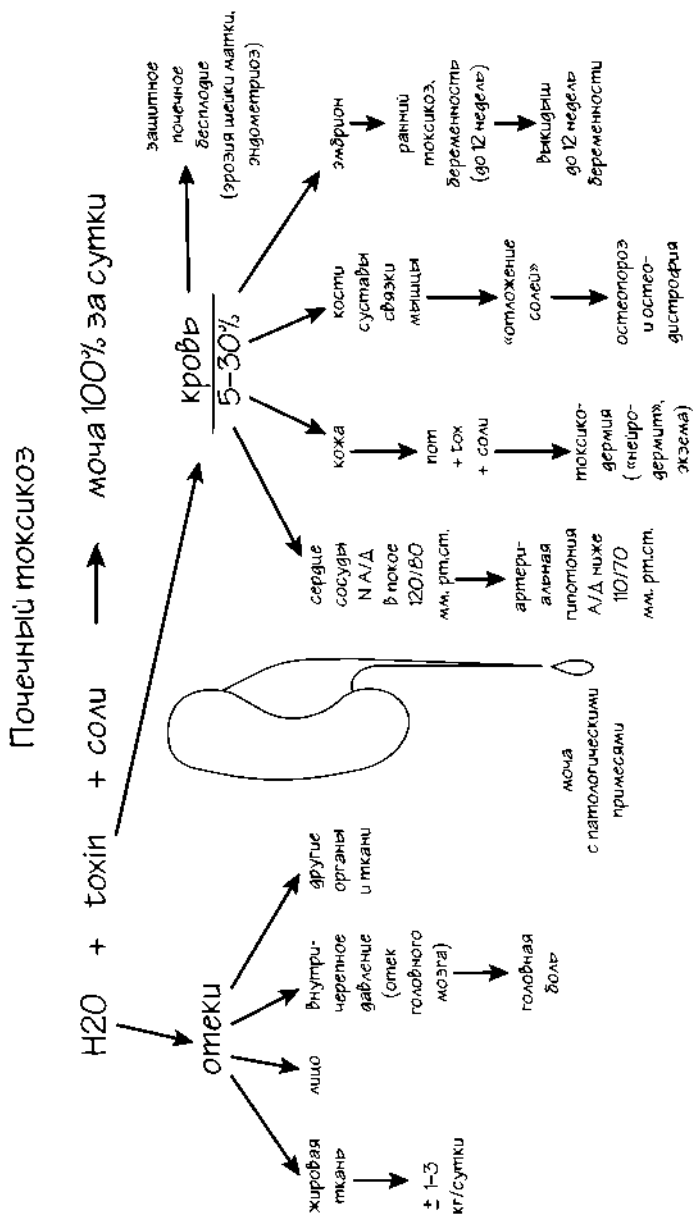 Почечный токсикоз
H2O + toxin + соли
моча 100% за сутки
отеки
жировая
ткань
± 1–3
кг/сутки
лицо
внутри-
черепное
давление
(отек
головного
мозга)
головная
боль
другие
органы
и ткани
моча
с патологическими
примесями
кровь
5–30%
защитное
почечное
бесплодие
(эрозия шейки матки,
эндометриоз)
сердце
сосуды
N А/Д
в покое
120/80
мм. рт.ст.
артери-
альная
гипотония
А/Д ниже
110/70
мм. рт.ст.
кожа
пот
+ tox
+ соли
токсико-
дермия
(«нейро-
дермит»,
экзема)
кости
суставы
связки
мышцы
«отложение
солей»
остеопороз
и остео-
дистрофия
эмбрион
ранний
токсикоз,
беременность
(до 12 недель)
выкидыш
до 12 недель
беременности